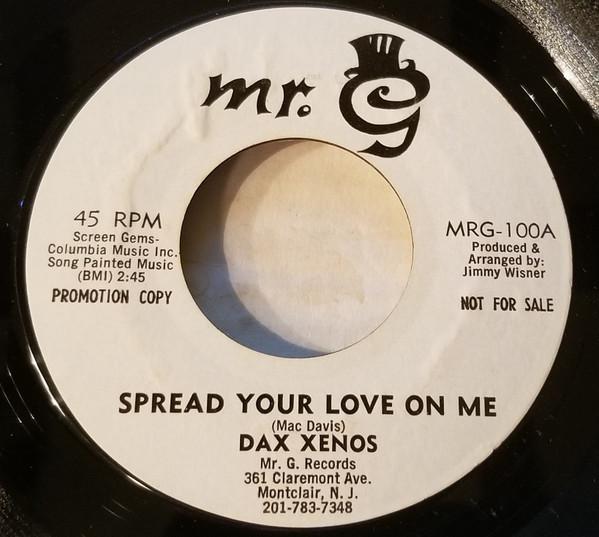 mr. G
45 RPM
Screen Gems-
Columbia Music Inc.
Song Painted Music
(BMI) 2:45
PROMOTION COPY
MRG-100A
Produced &
Arranged by:
Jimmy Wisner
NOT FOR SALE
SPREAD YOUR LOVE ON ME
(Mac Davis)
DAX XENOS
Mr. G. Records
361 Claremont Ave.
Montclair, N. J.
201-783-7348